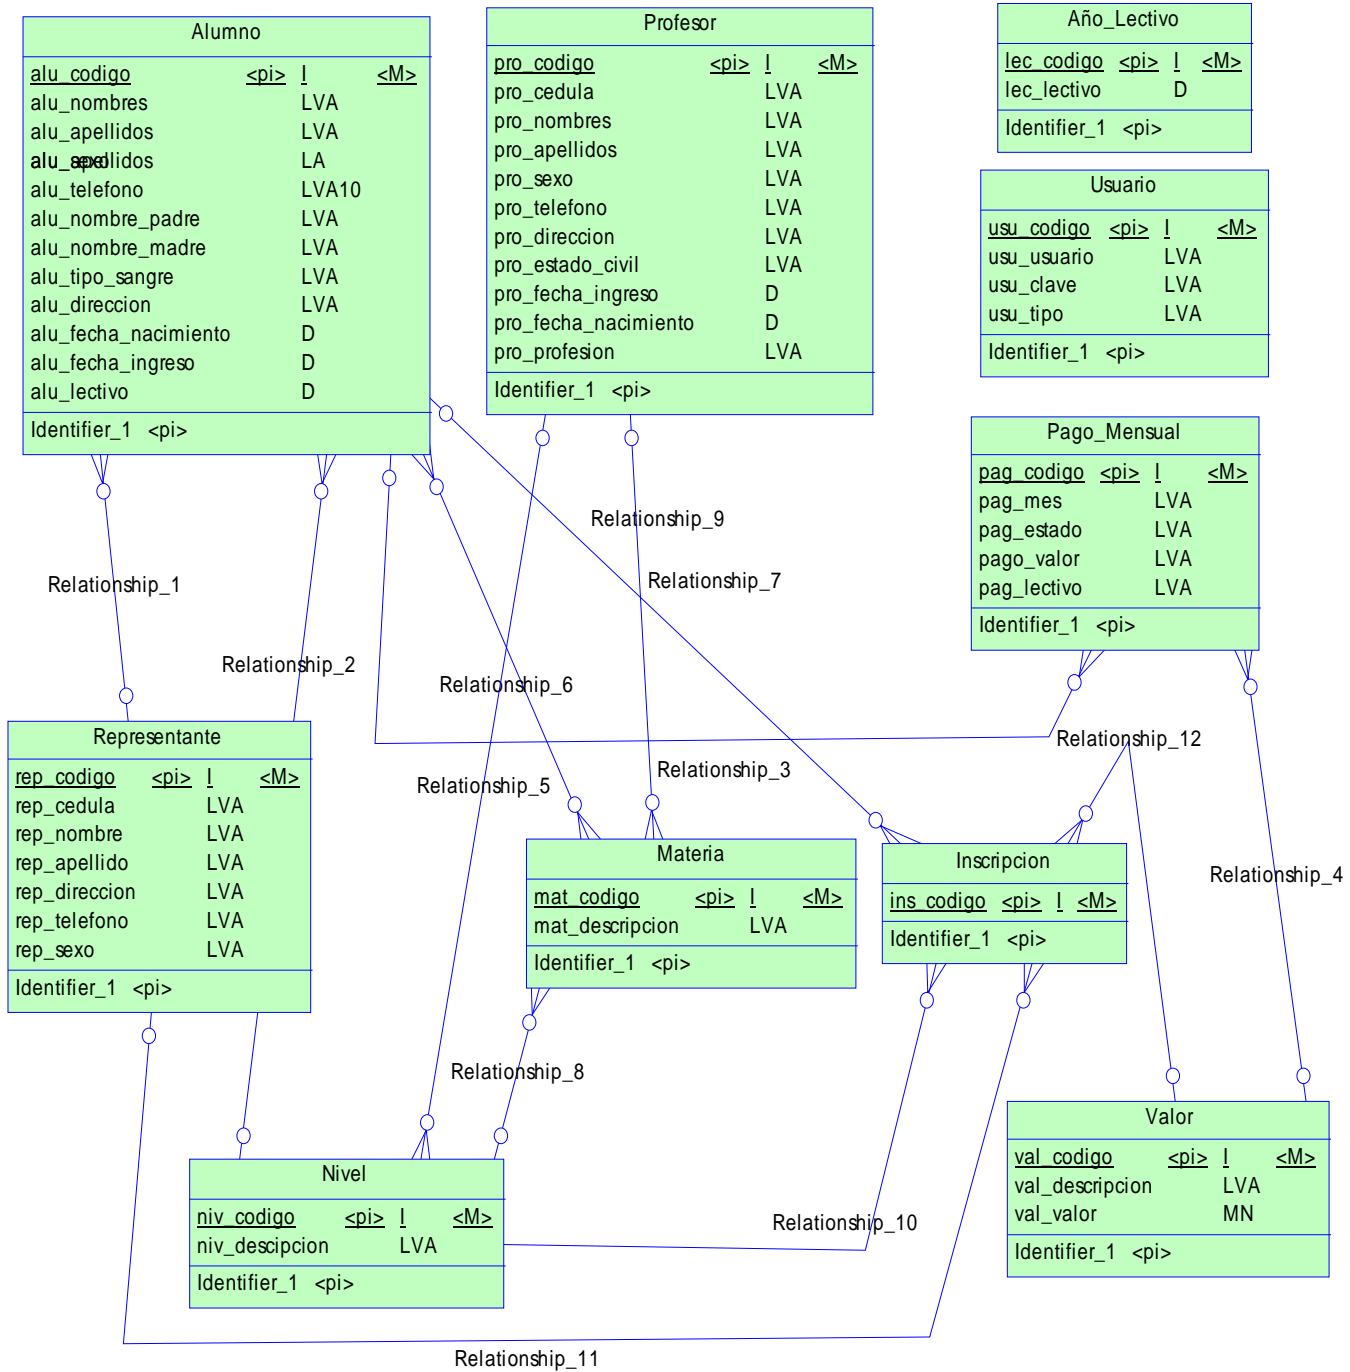 Alumno
alu_codigo <pi> I <M>
alu_nombres LVA
alu_apellidos LVA
LA
alu_telefono LVA10
alu_nombre_padre LVA
alu_nombre_madre LVA
alu_tipo_sangre LVA
alu_direccion LVA
alu_fecha_nacimiento D
alu_fecha_ingreso D
alu_lectivo D
Identifier_1 <pi>
Profesor
pro_codigo <pi> I <M>
pro_cedula LVA
pro_nombres LVA
pro_apellidos LVA
pro_sexo LVA
pro_telefono LVA
pro_direccion LVA
pro_estado_civil LVA
pro_fecha_ingreso D
pro_fecha_nacimiento D
pro_profesion LVA
Identifier_1 <pi>
Año_Lectivo
lec_codigo <pi> I <M>
lec_lectivo D
Identifier_1 <pi>
Usuario
usu_codigo <pi> I <M>
usu_usuario LVA
usu_clave LVA
usu_tipo LVA
Identifier_1 <pi>
Pago_Mensual
pag_codigo <pi> I <M>
pag_mes LVA
pag_estado LVA
pago_valor LVA
pag_lectivo LVA
Identifier_1 <pi>
Relationship_9
Relationship_7
Relationship_1
Relationship_2
Relationship_6
Relationship_12
Relationship_3
Relationship_5
Relationship_4
Representante
rep_codigo <pi> I <M>
rep_cedula LVA
rep_nombre LVA
rep_apellido LVA
rep_direccion LVA
rep_telefono LVA
rep_sexo LVA
Identifier_1 <pi>
Materia
mat_codigo <pi> I <M>
mat_descripcion LVA
Identifier_1 <pi>
Inscripcion
ins_codigo <pi> I <M>
Identifier_1 <pi>
Relationship_8
Nivel
niv_codigo <pi> I <M>
niv_descipcion LVA
Identifier_1 <pi>
Relationship_10
Valor
val_codigo <pi> I <M>
val_descripcion LVA
val_valor MN
Identifier_1 <pi>
Relationship_11